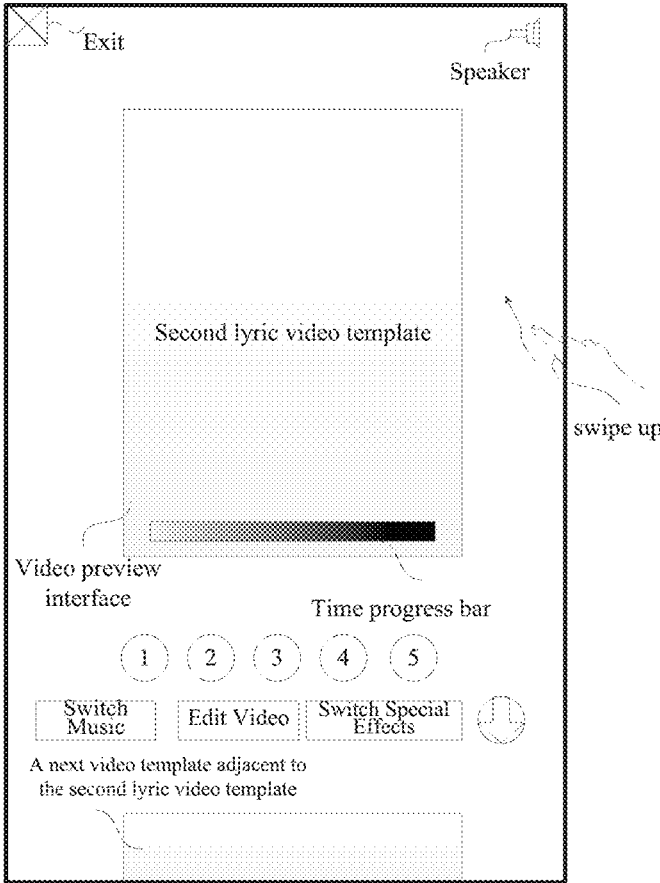 Exit
Speaker
Second lyric video template
swipe up
Video preview
interface
Time progress bar
1 2 3 4 5
Switch
Music
Edit Video
Switch Special
Effects
A next video template adjacent to
the second lyric video template